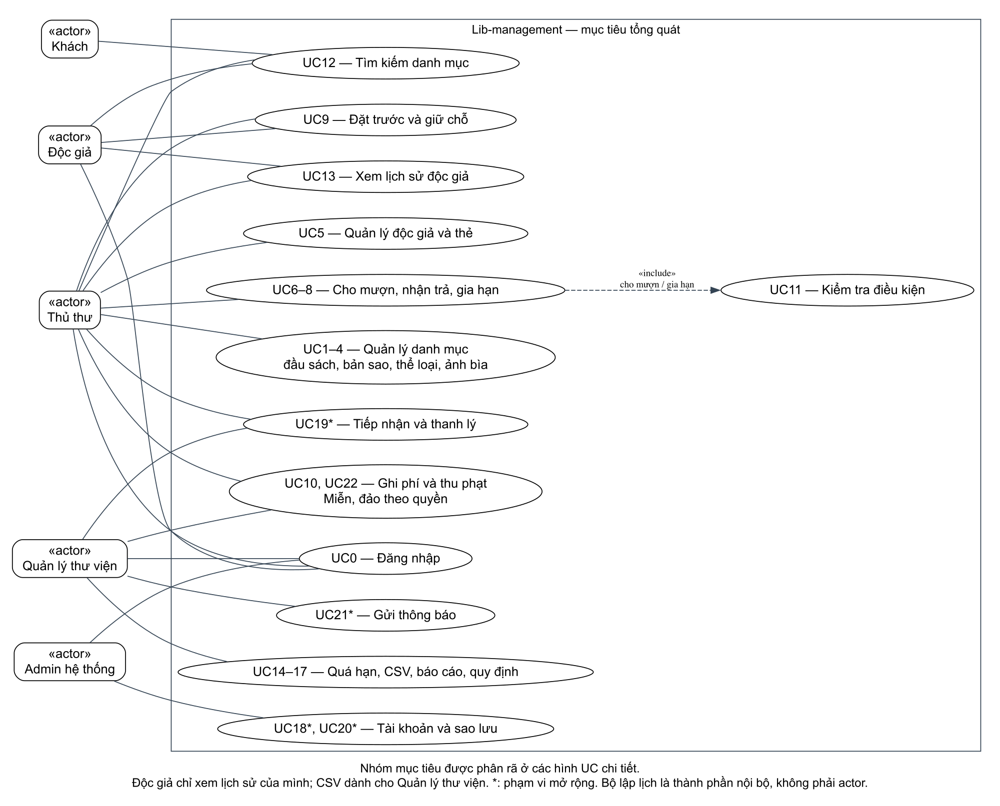 Lib-management — mục tiêu tổng quát
«actor»
Khách
UC12 — Tìm kiếm danh mục
UC9 — Đặt trước và giữ chỗ
«actor»
Độc giả
UC13 — Xem lịch sử độc giả
UC5 — Quản lý độc giả và thẻ
«actor»
Thủ thư
UC6–8 — Cho mượn, nhận trả, gia hạn
«include»
cho mượn / gia hạn
UC11 — Kiểm tra điều kiện
UC1–4 — Quản lý danh mục
đầu sách, bản sao, thể loại, ảnh bìa
UC19* — Tiếp nhận và thanh lý
UC10, UC22 — Ghi phí và thu phạt
Miễn, đảo theo quyền
«actor»
Quản lý thư viện
UC0 — Đăng nhập
UC21* — Gửi thông báo
«actor»
Admin hệ thống
UC14–17 — Quá hạn, CSV, báo cáo, quy định
UC18*, UC20* — Tài khoản và sao lưu
Nhóm mục tiêu được phân rã ở các hình UC chi tiết.
Độc giả chỉ xem lịch sử của mình; CSV dành cho Quản lý thư viện. *: phạm vi mở rộng. Bộ lập lịch là thành phần nội bộ, không phải actor.